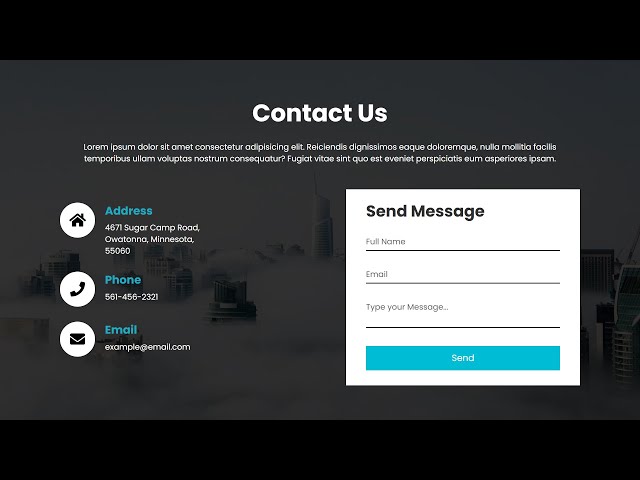 Contact Us
Lorem ipsum dolor sit amet consectetur adipisicing elit. Reiciendis dignissimos eaque doloremque, nulla mollitia facilis
temporibus ullam voluptas nostrum consequatur? Fugiat vitae sint quo est eveniet perspiciatis eum asperiores ipsam.
Address
4671 Sugar Camp Road,
Owatonna, Minnesota,
55060
Phone
561-456-2321
Email
example@email.com
Send Message
Full Name
Email
Type your Message...
Send